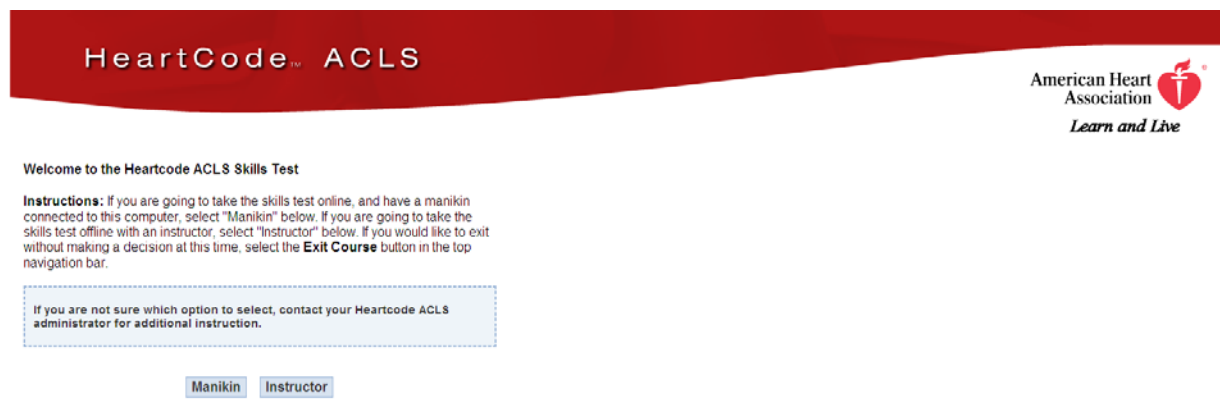 HeartCode™ ACLS
American Heart
Association
Learn and Live
Welcome to the Heartcode ACLS Skills Test
Instructions: If you are going to take the skills test online, and have a manikin
connected to this computer, select "Manikin" below. If you are going to take the
skills test offline with an instructor, select "Instructor" below. If you would like to exit
without making a decision at this time, select the Exit Course button in the top
navigation bar.
If you are not sure which option to select, contact your Heartcode ACLS
administrator for additional instruction.
Manikin Instructor